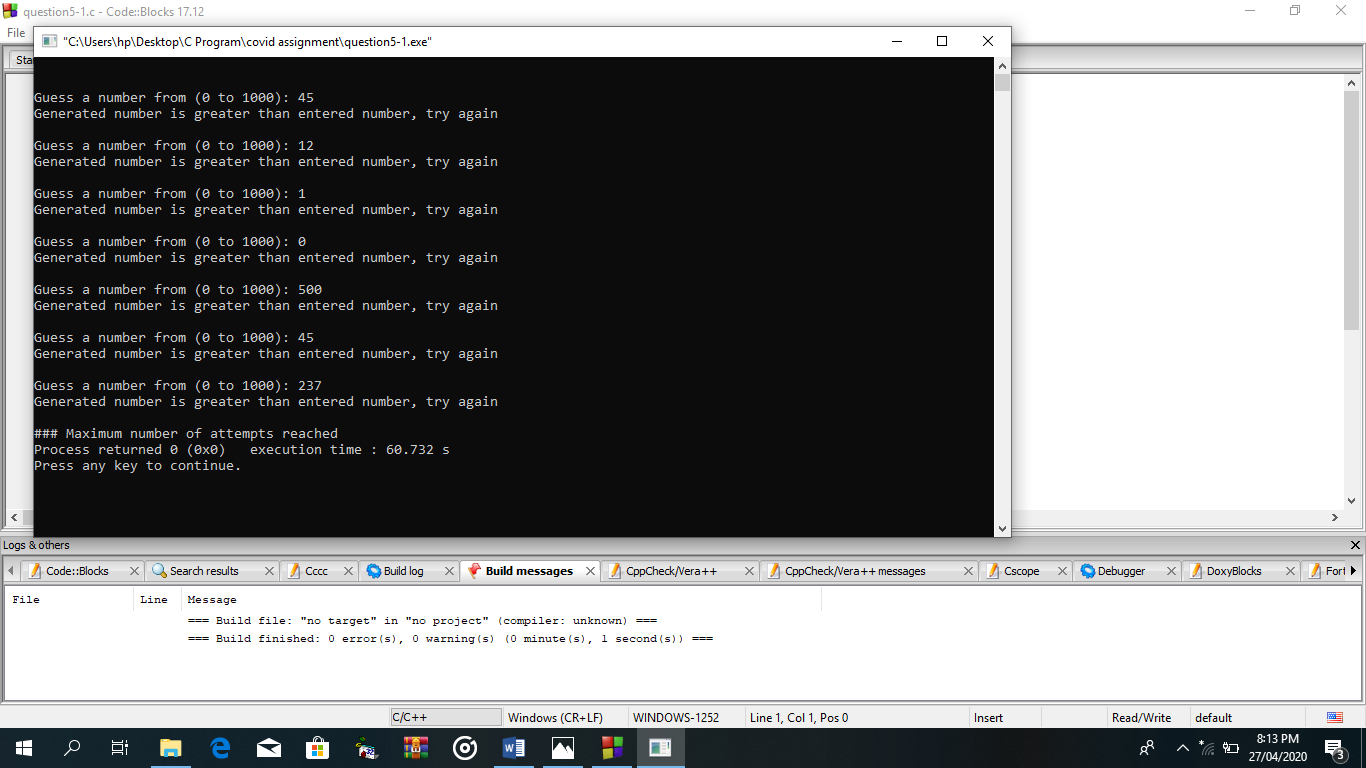 question5-1.c - Code::Blocks 17.12
File
"C:\Users\hp\Desktop\C Program\covid assignment\question5-1.exe"
Sta
Guess a number from (0 to 1000): 45
Generated number is greater than entered number, try again
Guess a number from (0 to 1000): 12
Generated number is greater than entered number, try again
Guess a number from (0 to 1000): 1
Generated number is greater than entered number, try again
Guess a number from (0 to 1000): 0
Generated number is greater than entered number, try again
Guess a number from (0 to 1000): 500
Generated number is greater than entered number, try again
Guess a number from (0 to 1000): 45
Generated number is greater than entered number, try again
Guess a number from (0 to 1000): 237
Generated number is greater than entered number, try again
### Maximum number of attempts reached
Process returned 0 (0x0)   execution time : 60.732 s
Press any key to continue.
Logs & others
Code::Blocks Search results Cccc Build log Build messages CppCheck/Vera++ CppCheck/Vera++ messages Cscope Debugger DoxyBlocks Fort
File Line Message
=== Build file: "no target" in "no project" (compiler: unknown) ===
=== Build finished: 0 error(s), 0 warning(s) (0 minute(s), 1 second(s)) ===
C/C++ Windows (CR+LF) WINDOWS-1252 Line 1, Col 1, Pos 0 Insert Read/Write default
8:13 PM
27/04/2020
3